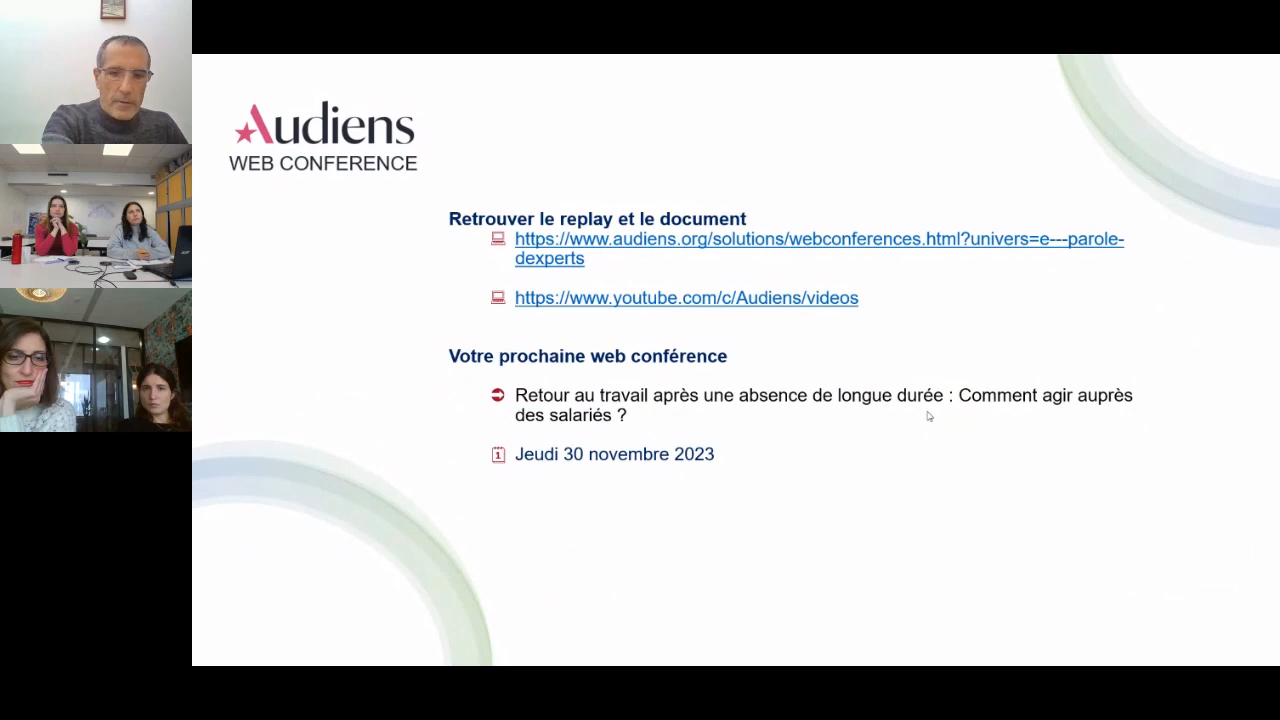 Audiens
WEB CONFERENCE
Retrouver le replay et le document
https://www.audiens.org/solutions/webconferences.html?univers=e---parole-
dexperts
https://www.youtube.com/c/Audiens/videos
Votre prochaine web conférence
Retour au travail après une absence de longue durée : Comment agir auprès
des salariés ?
1 Jeudi 30 novembre 2023